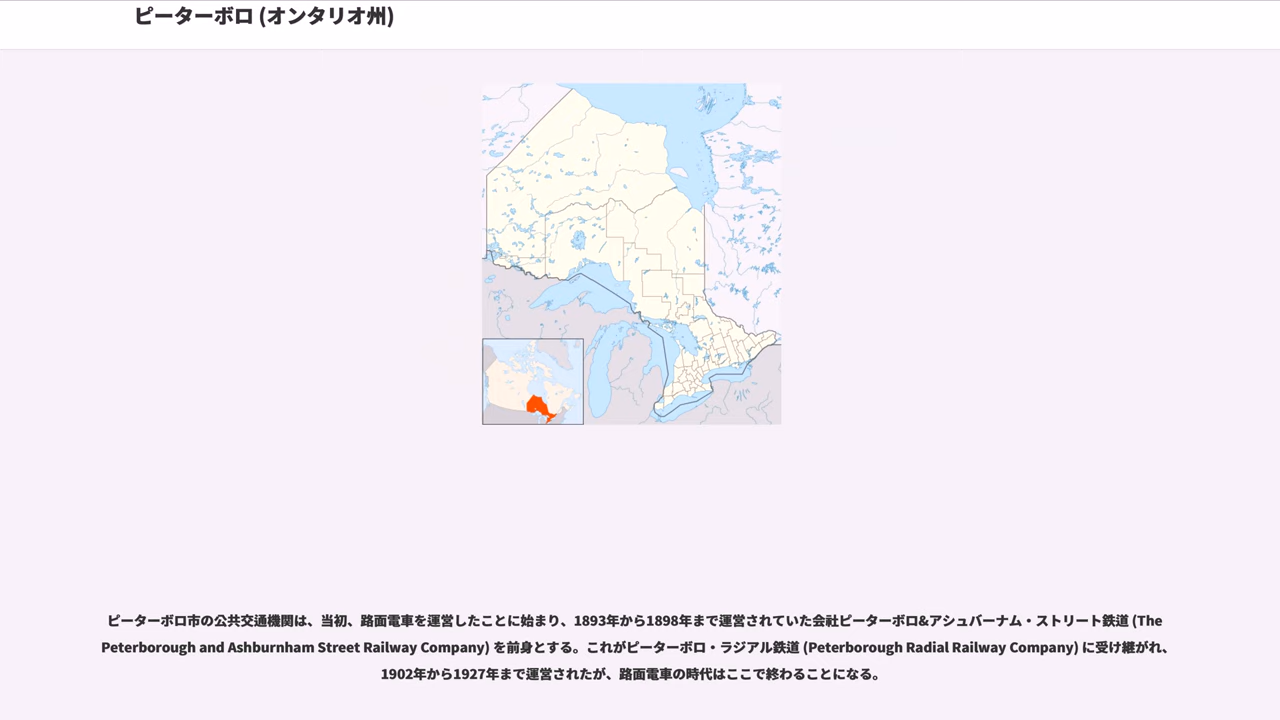 ピーターボロ (オンタリオ州)
ピーターボロ市の公共交通機関は、当初、路面電車を運営したことに始まり、1893年から1898年まで運営されていた会社ピーターボロ&アシュバーナム・ストリート鉄道 (The
Peterborough and Ashburnham Street Railway Company) を前身とする。これがピーターボロ・ラジアル鉄道 (Peterborough Radial Railway Company) に受け継がれ、
1902年から1927年まで運営されたが、路面電車の時代はここで終わることになる。